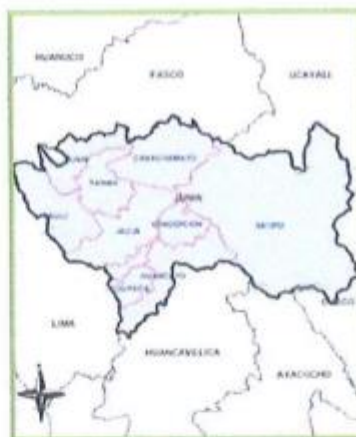 HUANUCO
PASCO
UCAYALI
CHANCHAMAYO
TARMA
JUNIN
SATIPO
JAUJA
CONCEPCION
HUANCAYO
CHUPACA
LIMA
HUANCAVELICA
AYACUCHO